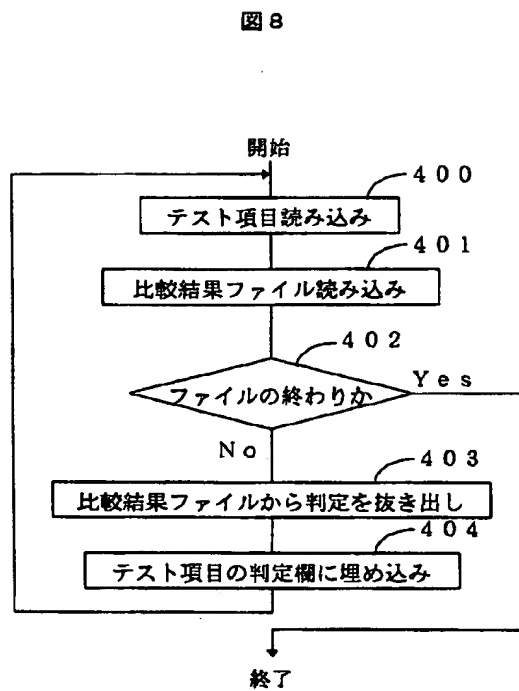 図8
開始
400
テスト項目読み込み
401
比較結果ファイル読み込み
402
ファイルの終わりか
Yes
No
403
比較結果ファイルから判定を抜き出し
404
テスト項目の判定欄に埋め込み
終了